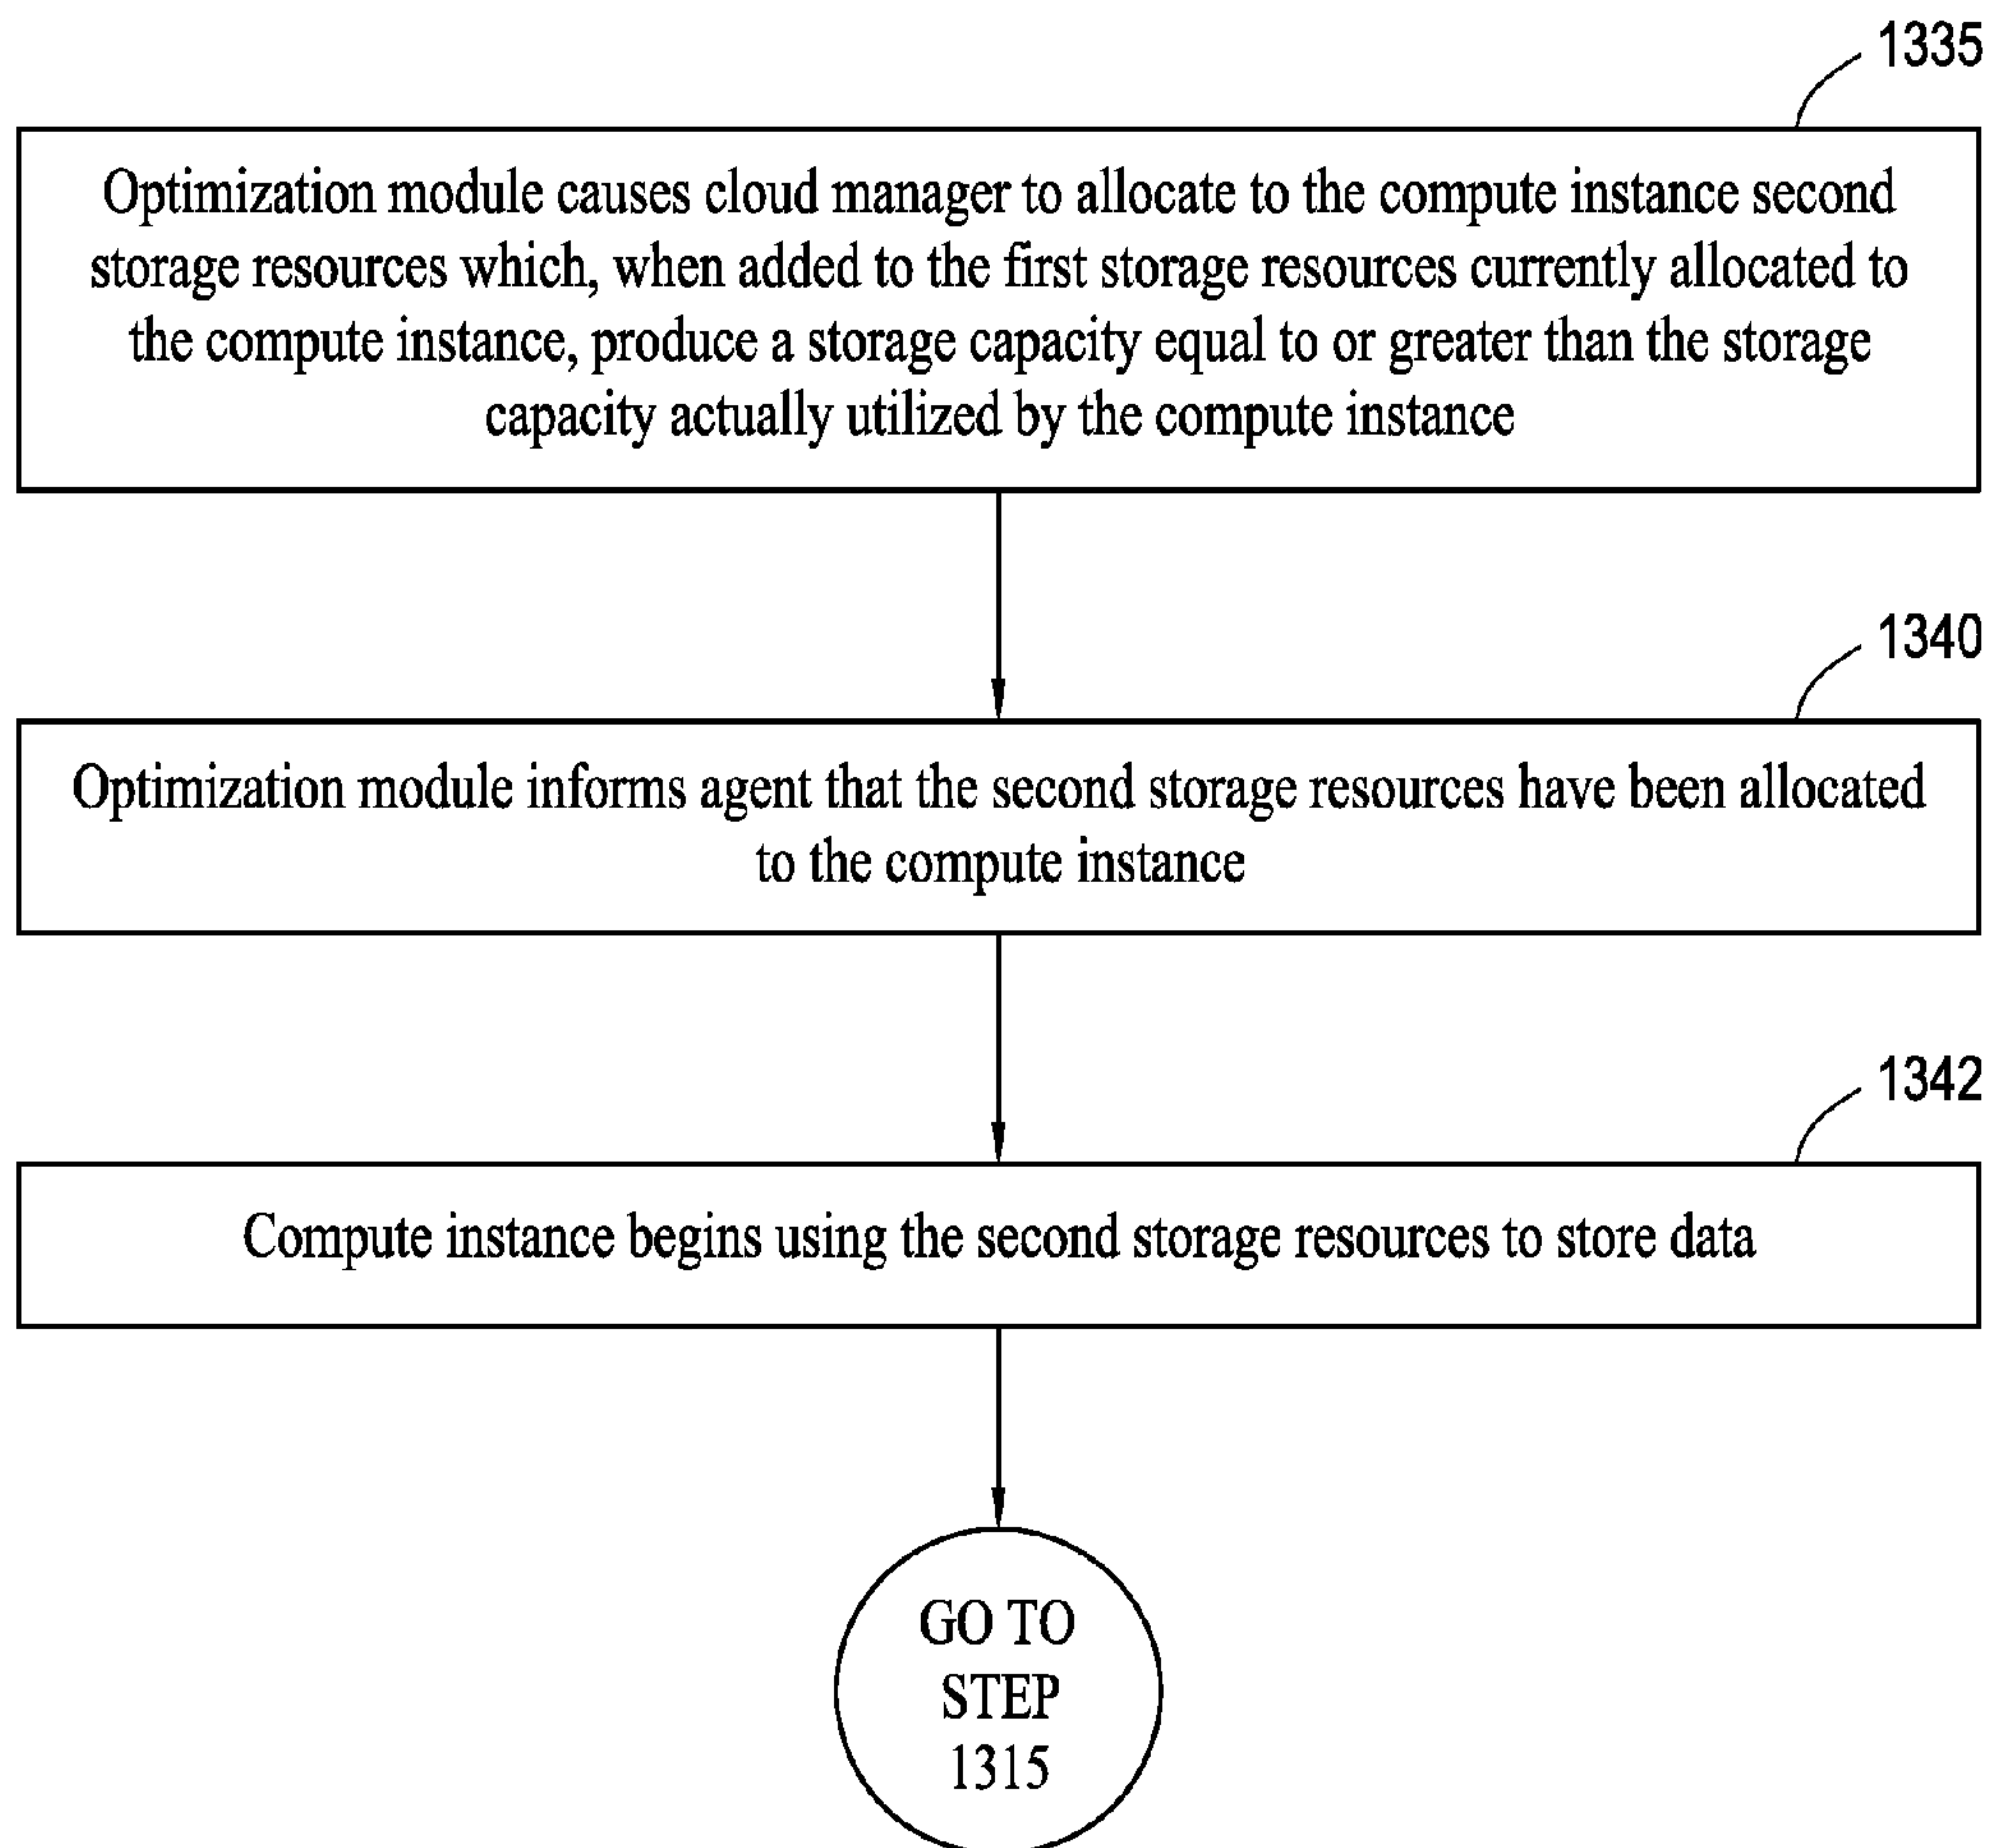 1335
Optimization module causes cloud manager to allocate to the compute instance second
storage resources which, when added to the first storage resources currently allocated to
the compute instance, produce a storage capacity equal to or greater than the storage
capacity actually utilized by the compute instance
1340
Optimization module informs agent that the second storage resources have been allocated
to the compute instance
1342
Compute instance begins using the second storage resources to store data
GO TO
STEP
1315